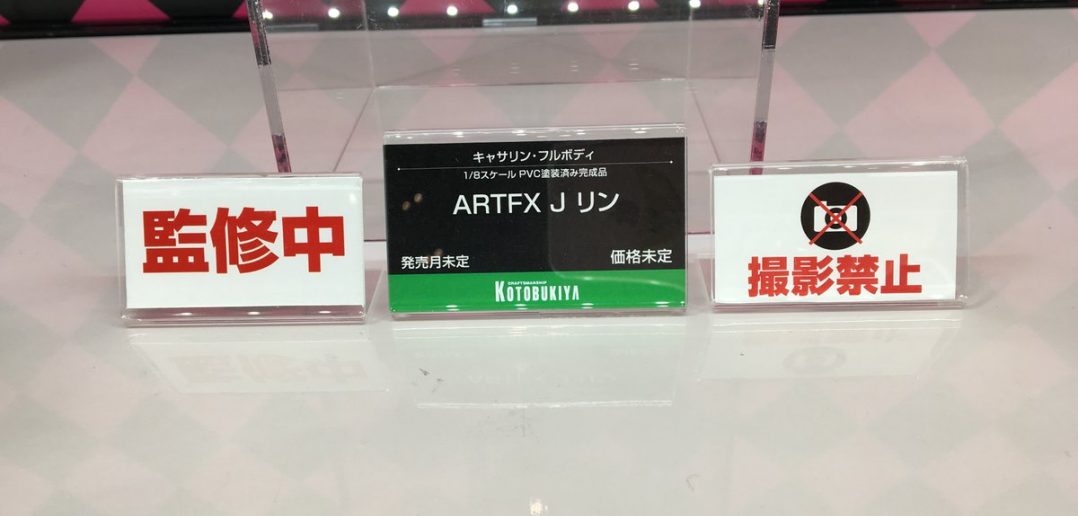 監修中
キャサリン・フルボディ
1/8スケール PVC塗装済み完成品
ARTFX J リン
発売月未定
価格未定
CRAFTSMANSHIP
KOTOBUKIYA
撮影禁止